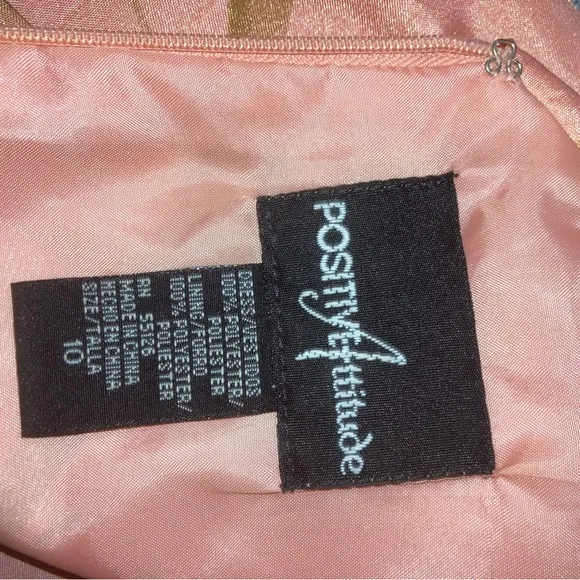 POSITIVE Attitude
DRESS/VESTIDOS
100% POLYESTER/
POLIESTER
LINING/FORRO
100% POLYESTER/
POLIESTER
RN 55126
MADE IN CHINA
HECHO EN CHINA
SIZE/TALLA
10